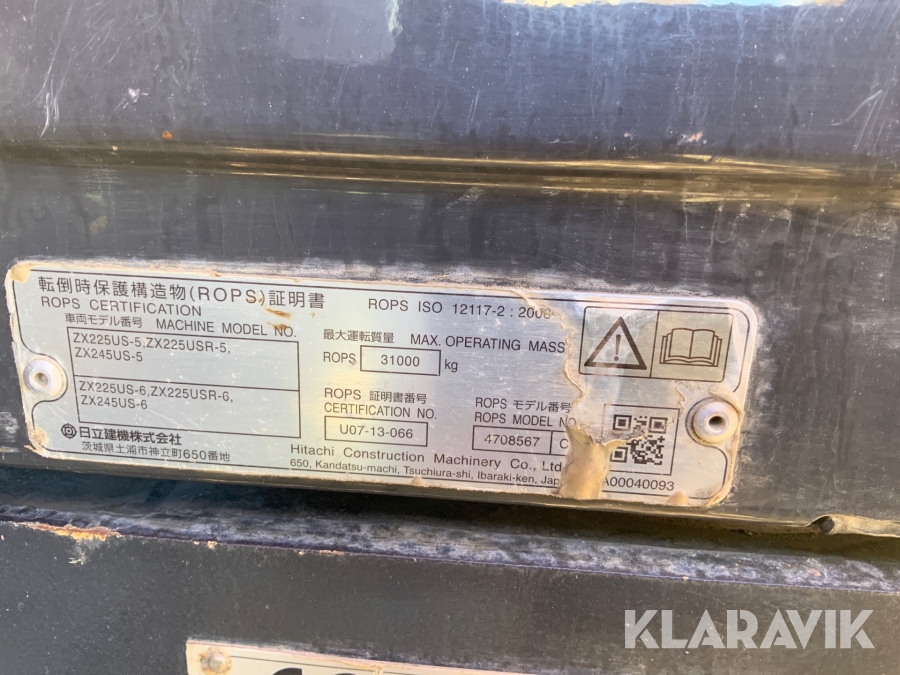 転倒時保護構造物(ROPS)証明書
ROPS CERTIFICATION
ROPS ISO 12117-2 : 2008
車両モデル番号 MACHINE MODEL NO.
ZX225US-5,ZX225USR-5,
ZX245US-5
ZX225US-6,ZX225USR-6,
ZX245US-6
最大運転質量 MAX. OPERATING MASS
ROPS 31000 kg
ROPS 証明書番号
CERTIFICATION NO.
U07-13-066
ROPS モデル番号
ROPS MODEL NO
4708567
日立建機株式会社
茨城県土浦市神立町650番地
Hitachi Construction Machinery Co., Ltd
650, Kandatsu-machi, Tsuchiura-shi, Ibaraki-ken, Jap
A00040093
KLARAVIK